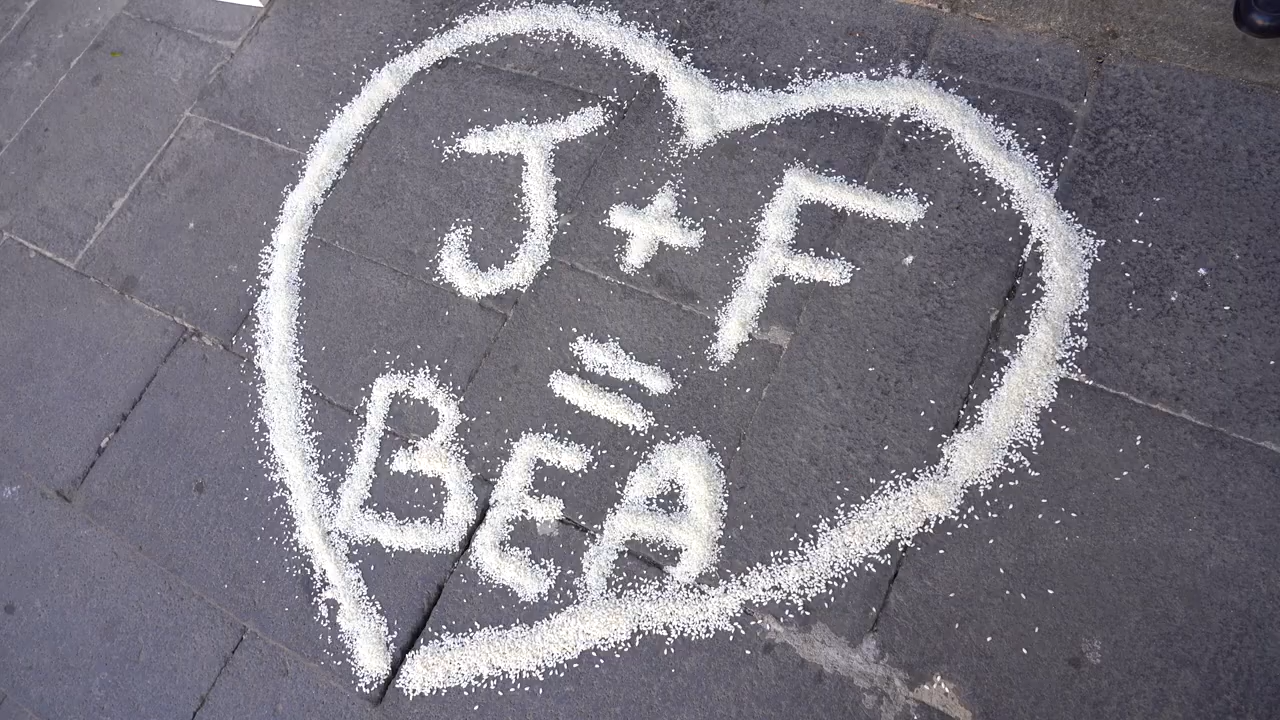 J + F
=
BEA